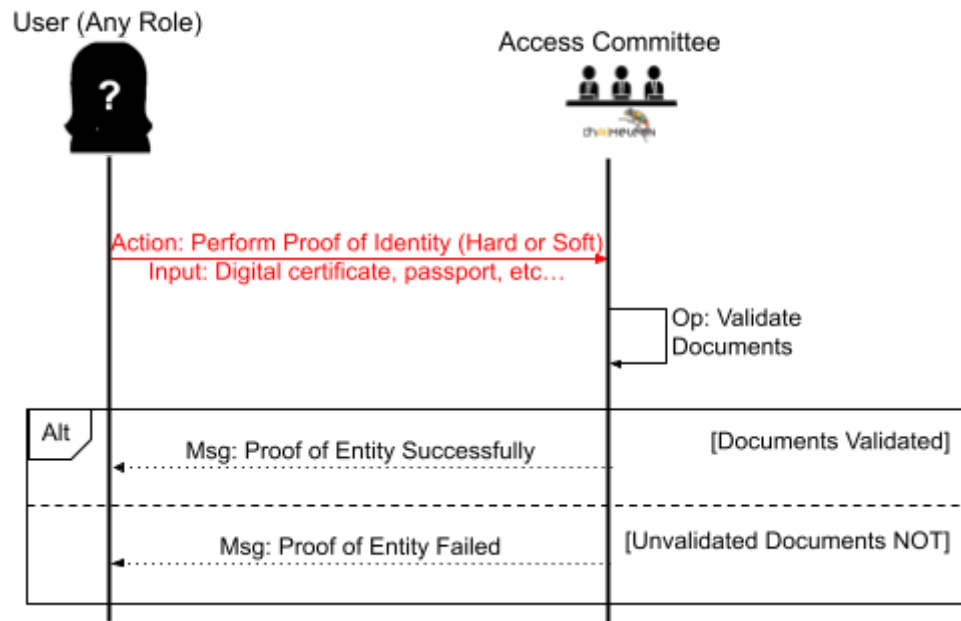 User (Any Role)
?
Access Committee
chAiMELEON
Action: Perform Proof of Identity (Hard or Soft)
Input: Digital certificate, passport, etc…
Op: Validate
Documents
Alt
[Documents Validated]
Msg: Proof of Entity Successfully
[Unvalidated Documents NOT]
Msg: Proof of Entity Failed